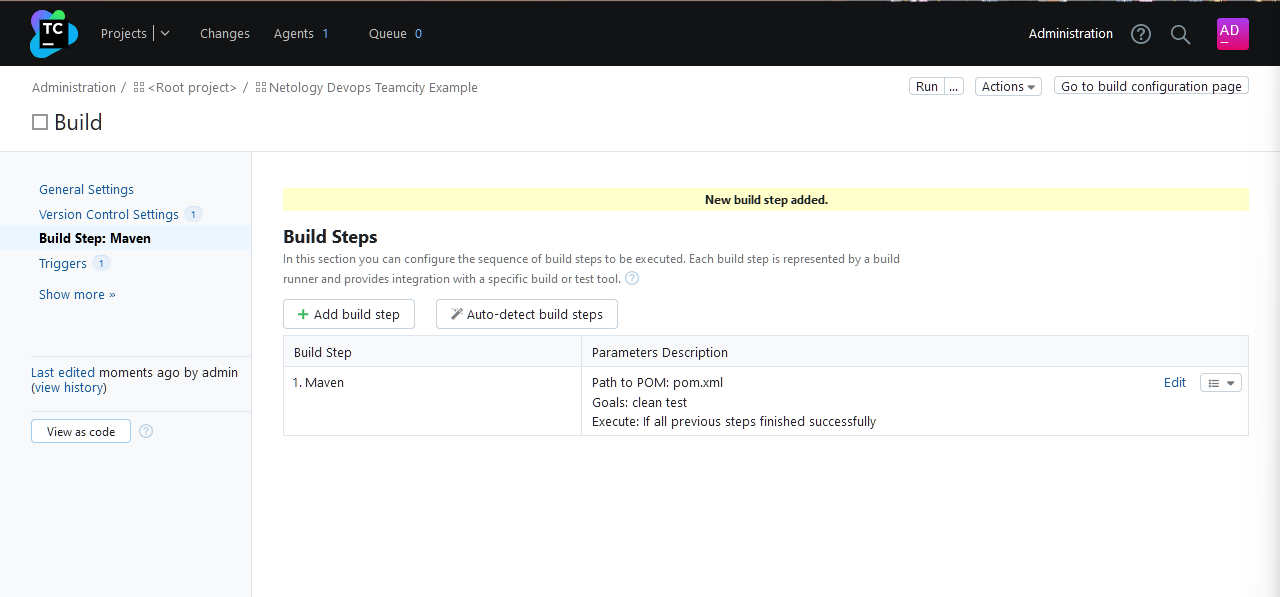 TC
Projects
Changes
Agents 1
Queue 0
Administration
AD
Administration / <Root project> / Netology Devops Teamcity Example
Run ...
Actions
Go to build configuration page
Build
General Settings
Version Control Settings 1
Build Step: Maven
Triggers 1
Show more »
Last edited moments ago by admin
(view history)
View as code ?
New build step added.
Build Steps
In this section you can configure the sequence of build steps to be executed. Each build step is represented by a build
runner and provides integration with a specific build or test tool. ?
+ Add build step
Auto-detect build steps
Build Step
Parameters Description
1. Maven
Path to POM: pom.xml
Goals: clean test
Execute: If all previous steps finished successfully
Edit